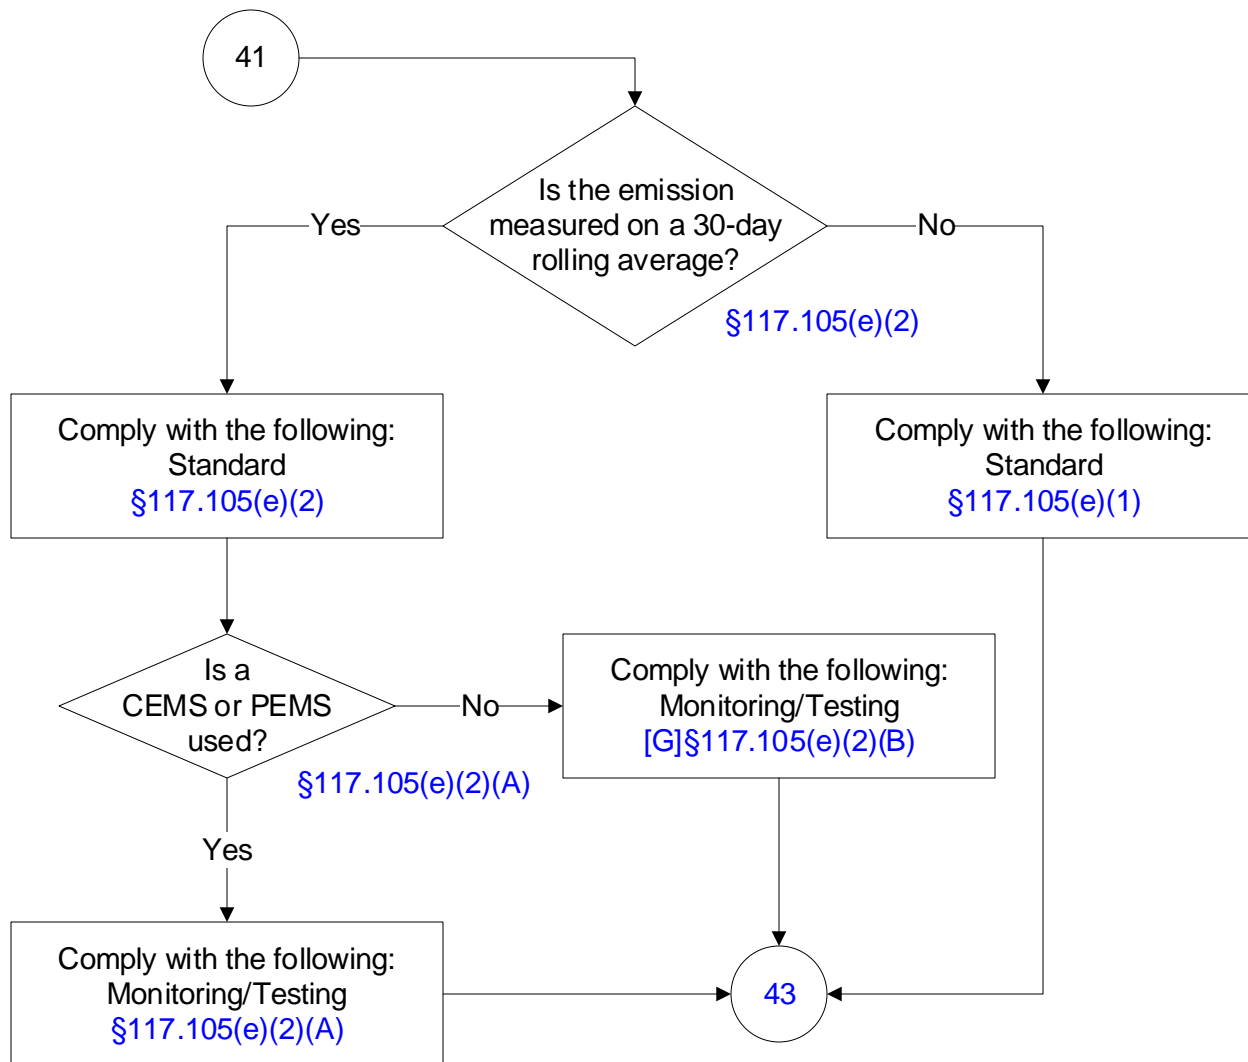 41
Is the emission
measured on a 30-day
rolling average?
Yes
No
§117.105(e)(2)
Comply with the following:
Standard
§117.105(e)(2)
Comply with the following:
Standard
§117.105(e)(1)
Is a
CEMS or PEMS
used?
No
§117.105(e)(2)(A)
Comply with the following:
Monitoring/Testing
[G]§117.105(e)(2)(B)
Yes
Comply with the following:
Monitoring/Testing
§117.105(e)(2)(A)
43